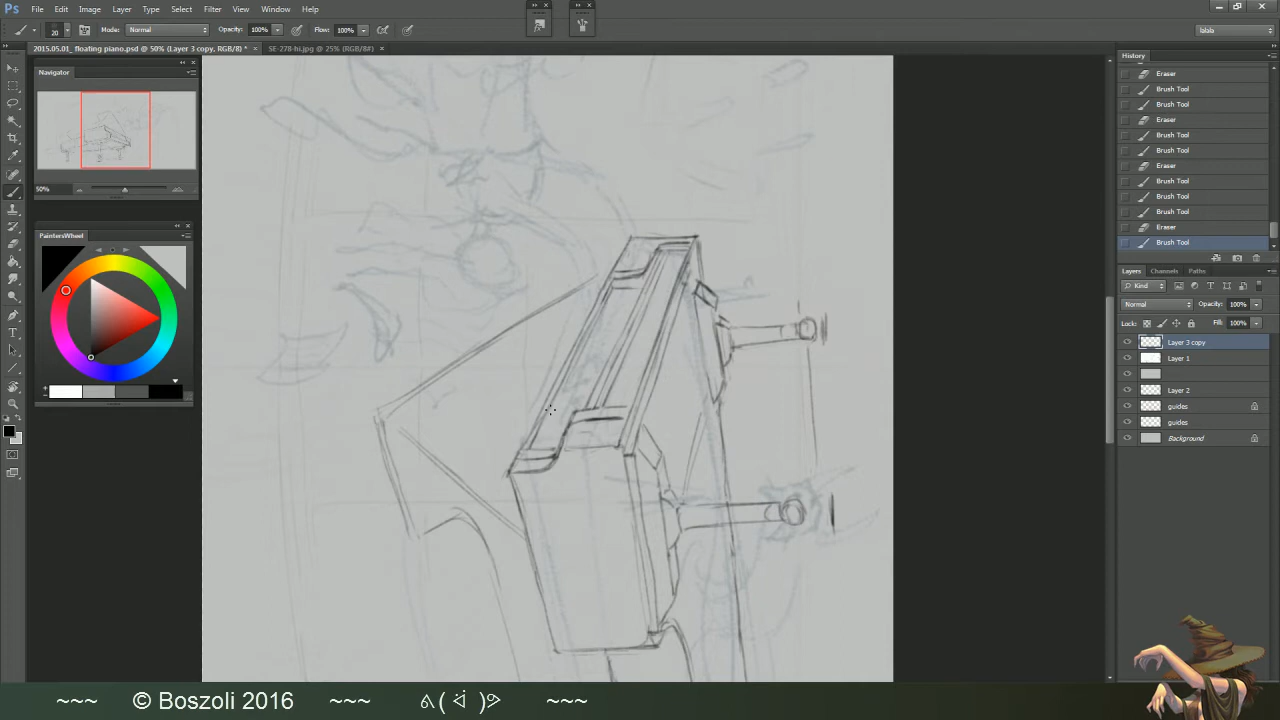 Ps File Edit Image Layer Type Select Filter View Window Help
20 Mode: Normal Opacity: 100% Flow: 100% lalala
2015.05.01_ floating piano.psd @ 50% (Layer 3 copy, RGB/8) * × SE-278-hi.jpg @ 25% (RGB/8#) ×
Navigator
50%
PaintersWheel
History
Eraser
Brush Tool
Brush Tool
Eraser
Brush Tool
Brush Tool
Eraser
Brush Tool
Brush Tool
Brush Tool
Eraser
Brush Tool
Layers Channels Paths
Kind
Normal Opacity: 100%
Lock: Fill: 100%
Layer 3 copy
Layer 1
Layer 2
guides
guides
Background
~~~ © Boszoli 2016 ~~~ ~~~